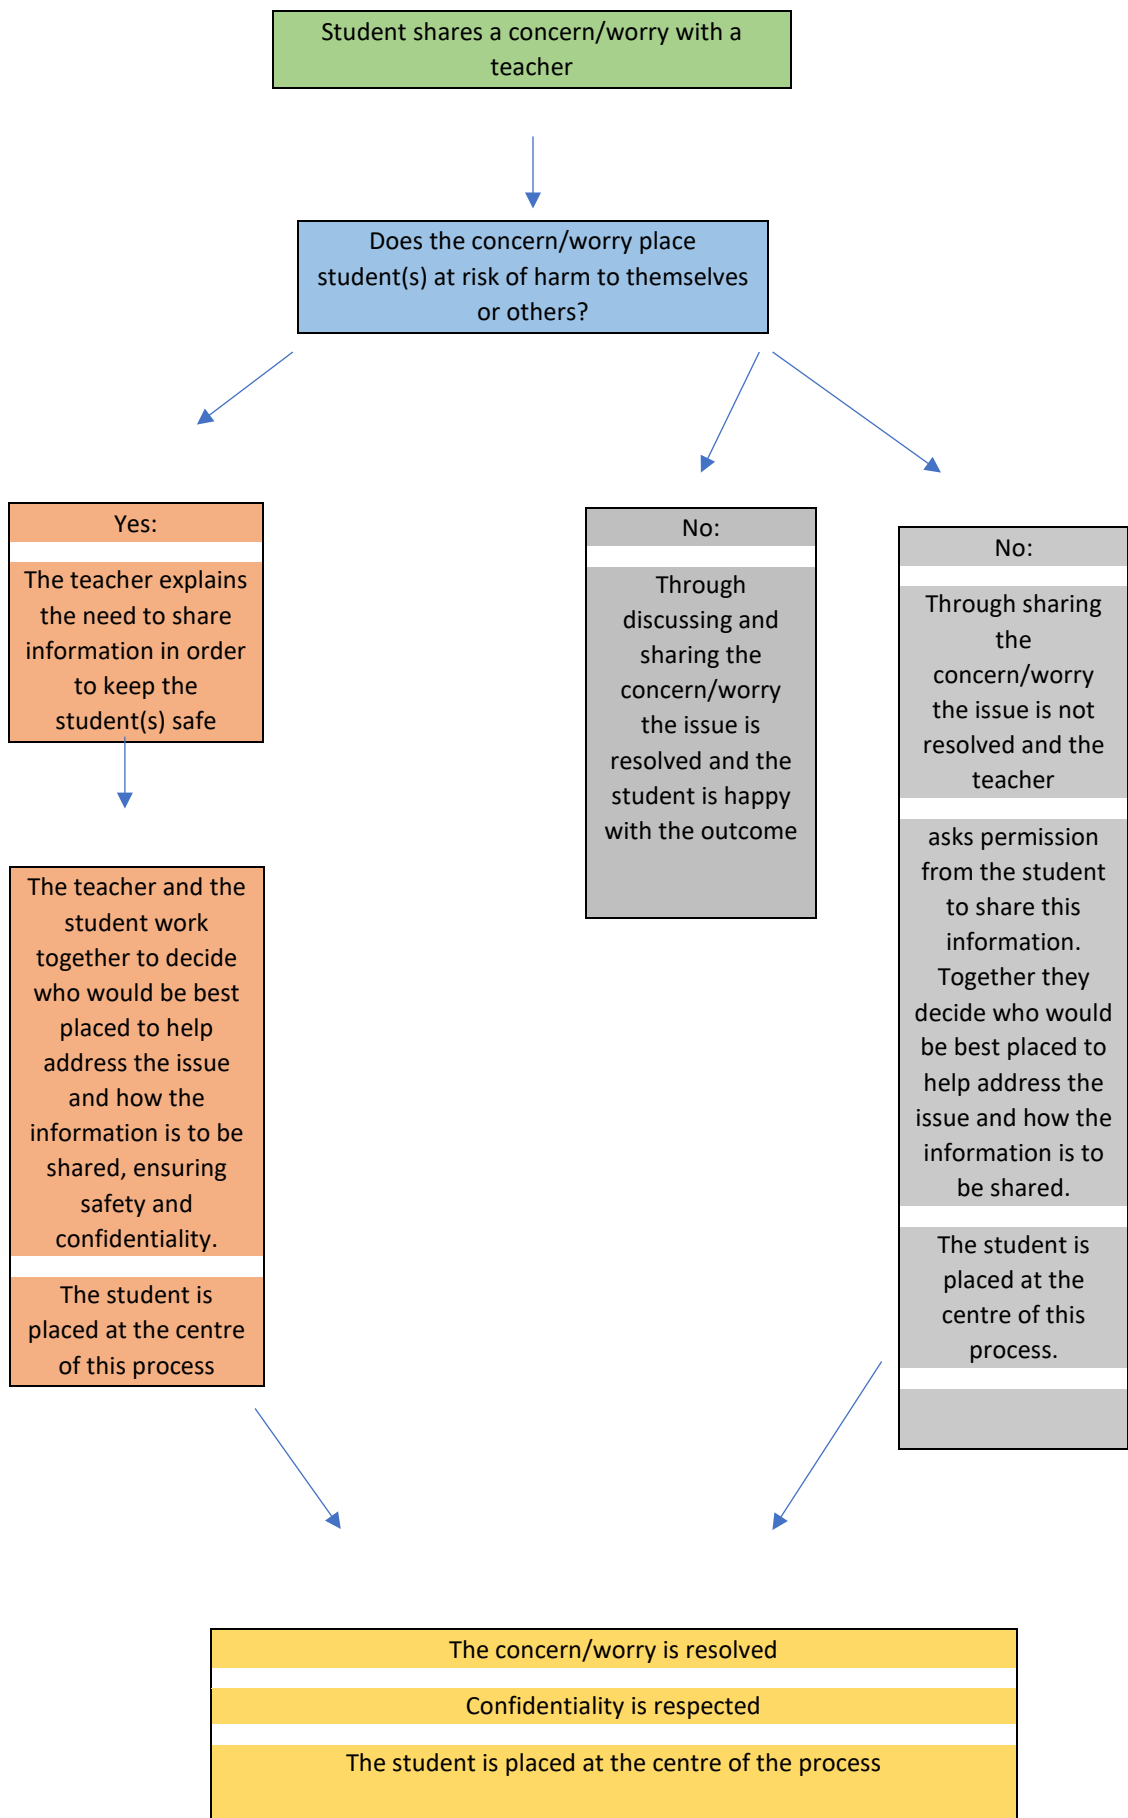 Student shares a concern/worry with a
teacher
Does the concern/worry place
student(s) at risk of harm to themselves
or others?
Yes:
The teacher explains
the need to share
information in order
to keep the
student(s) safe
The teacher and the
student work
together to decide
who would be best
placed to help
address the issue
and how the
information is to be
shared, ensuring
safety and
confidentiality.
The student is
placed at the centre
of this process
No:
Through
discussing and
sharing the
concern/worry
the issue is
resolved and the
student is happy
with the outcome
No:
Through sharing
the
concern/worry
the issue is not
resolved and the
teacher
asks permission
from the student
to share this
information.
Together they
decide who would
be best placed to
help address the
issue and how the
information is to
be shared.
The student is
placed at the
centre of this
process.
The concern/worry is resolved
Confidentiality is respected
The student is placed at the centre of the process